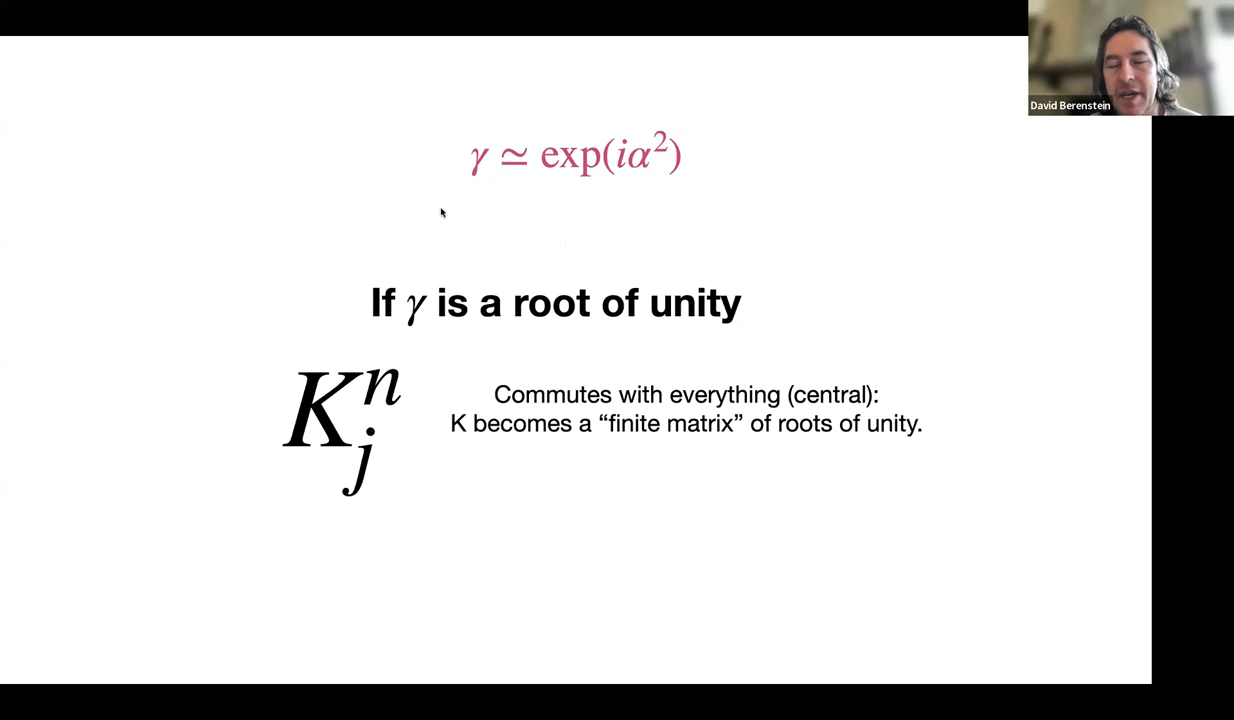 David Berenstein
γ ≃ exp(iα²)
If γ is a root of unity
K_j^n
Commutes with everything (central):
K becomes a “finite matrix” of roots of unity.